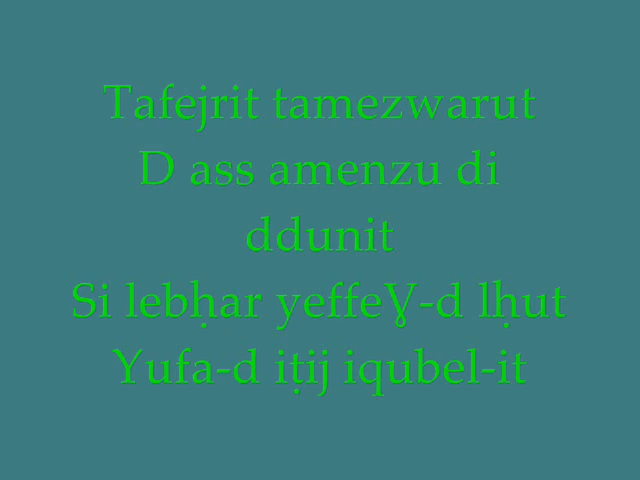 Tafejrit tamezwarut
D ass amenzu di
ddunit
Si lebḥar yeffeƔ-d lḥut
Yufa-d iṭij iqubel-it